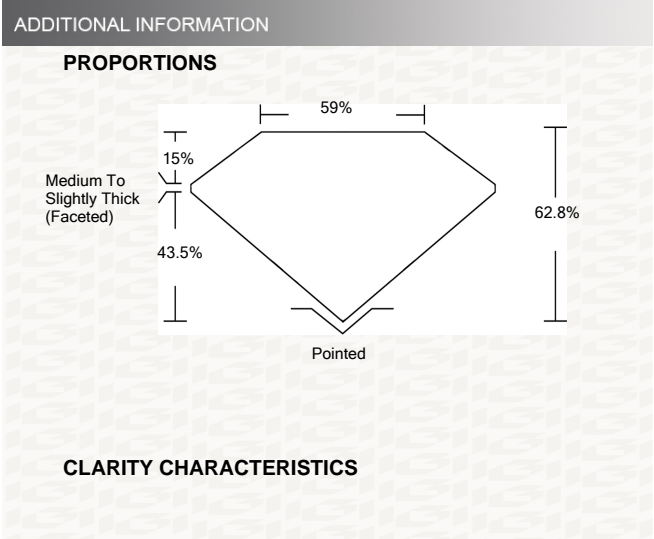 ADDITIONAL INFORMATION
PROPORTIONS
59%
15%
Medium To
Slightly Thick
(Faceted)
62.8%
43.5%
Pointed
CLARITY CHARACTERISTICS